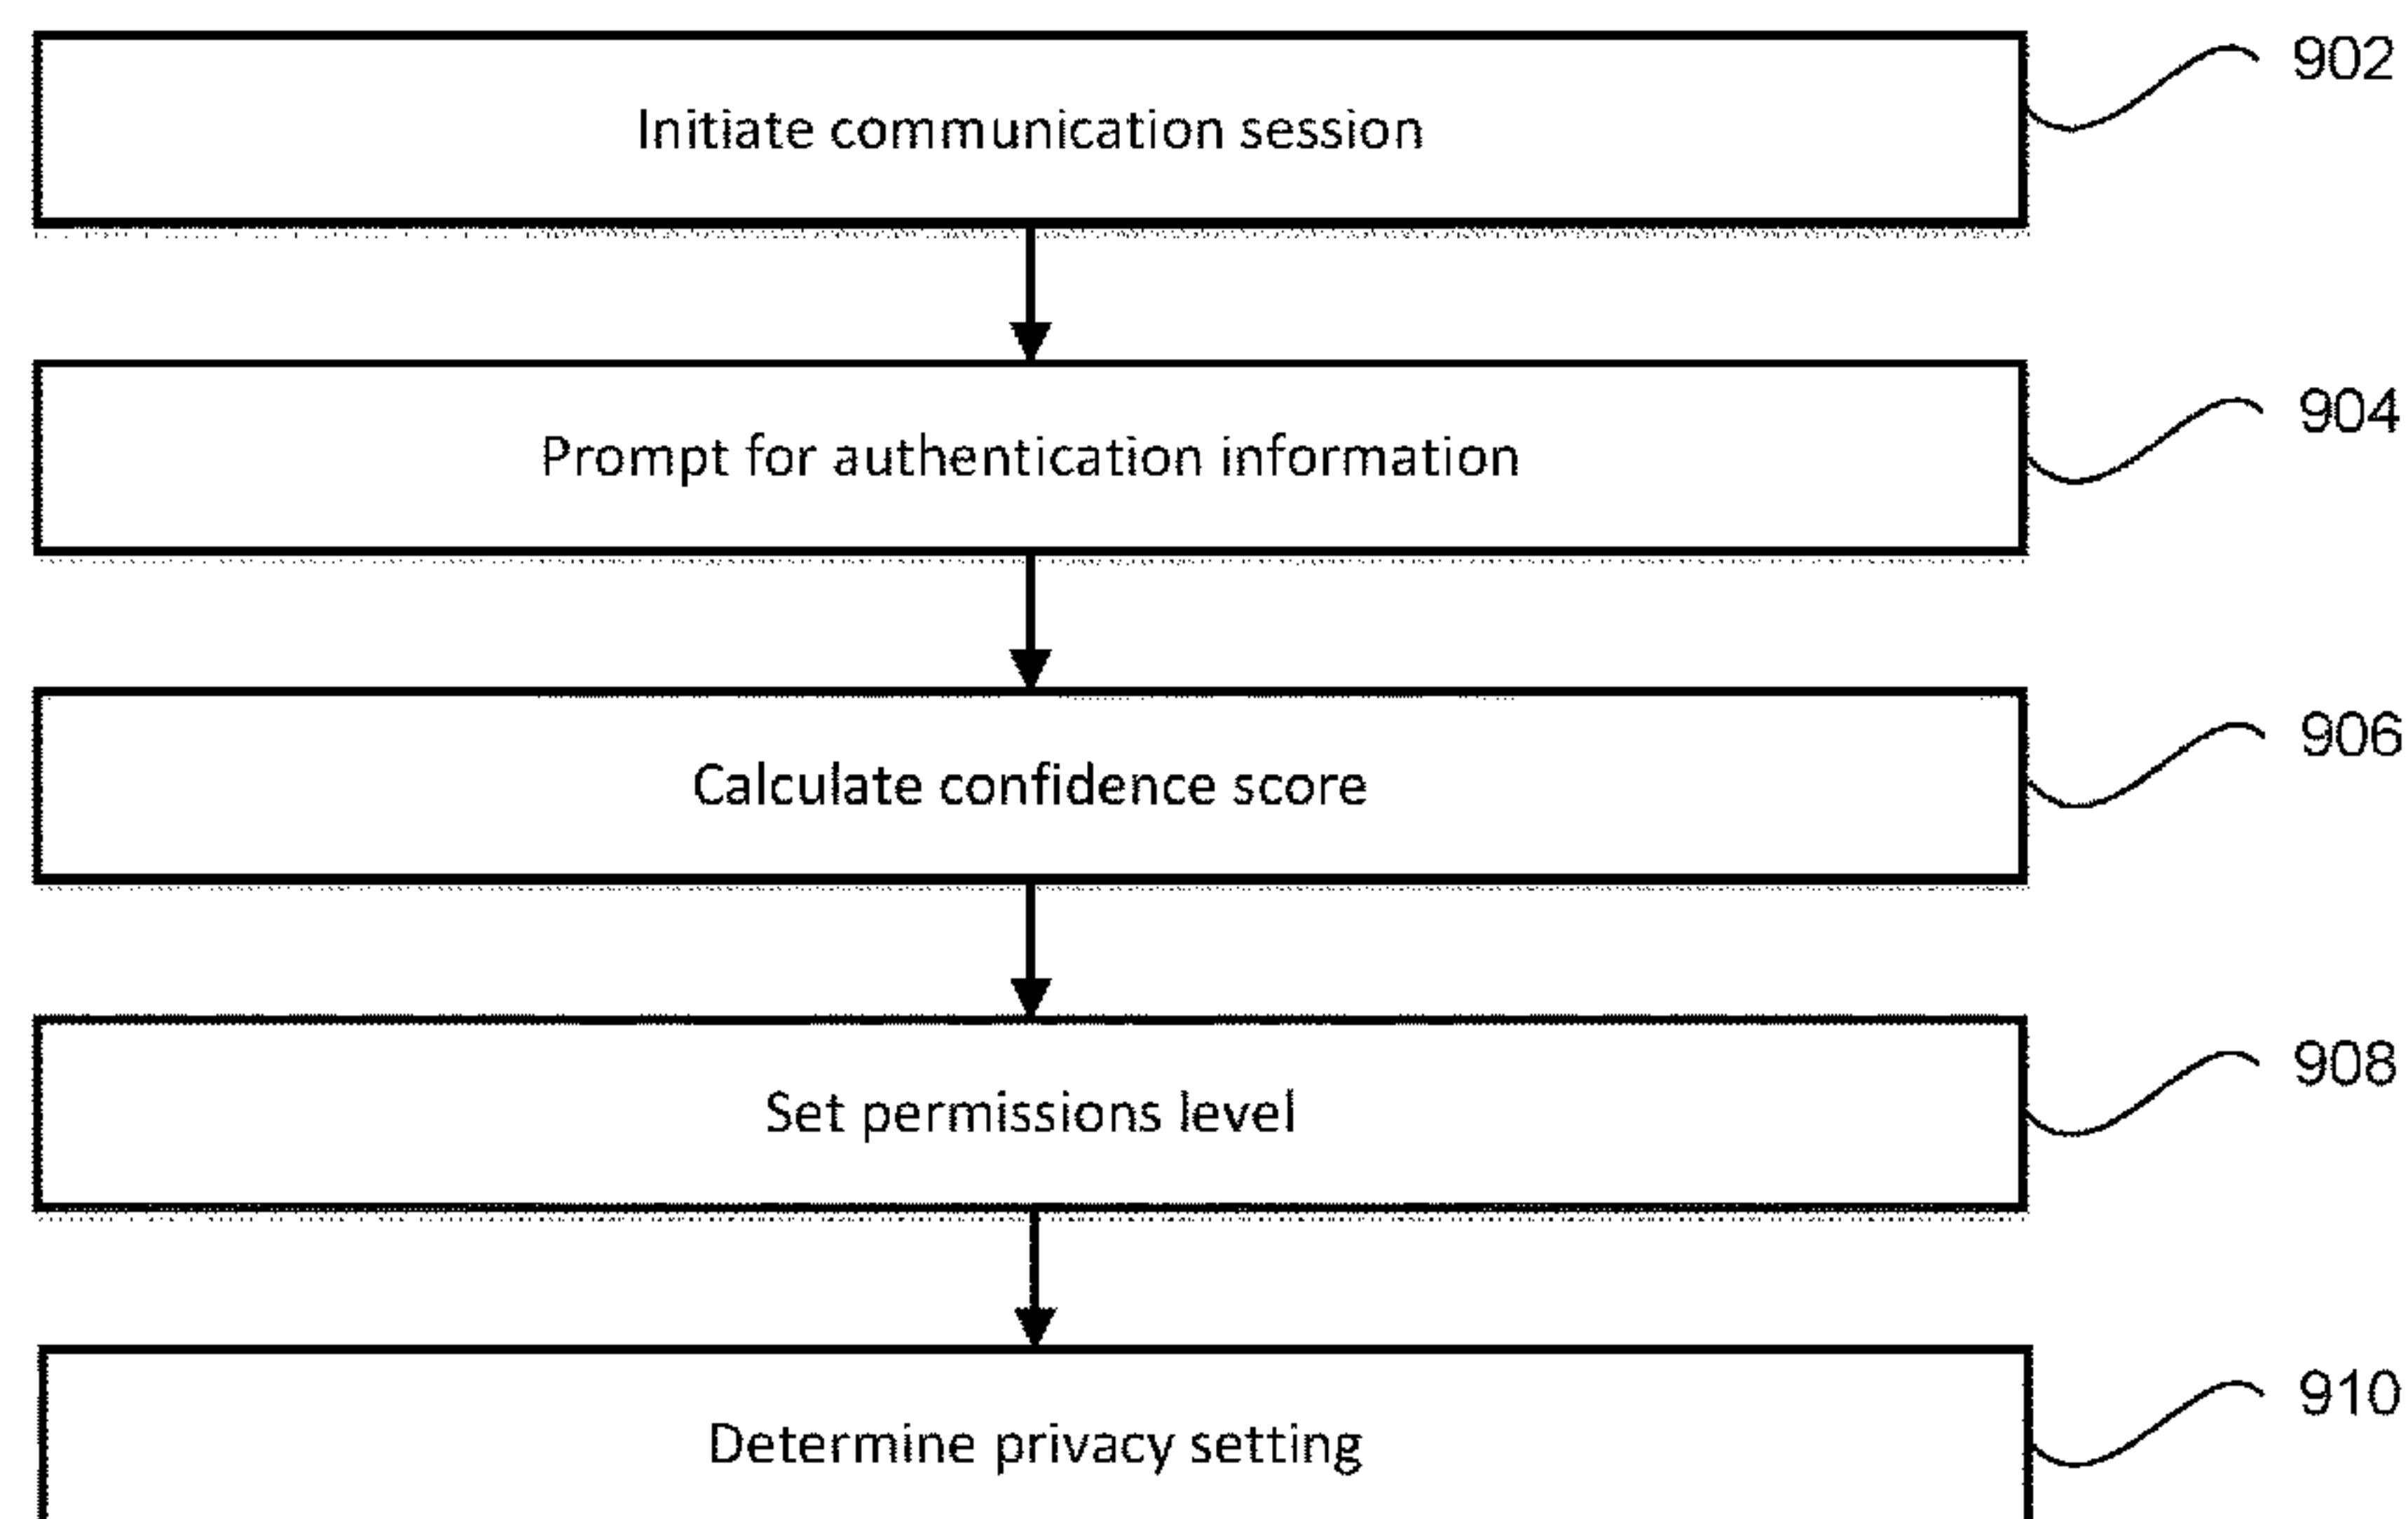 Initiate communication session
902
Prompt for authentication information
904
Calculate confidence score
906
Set permissions level
908
Determine privacy setting
910